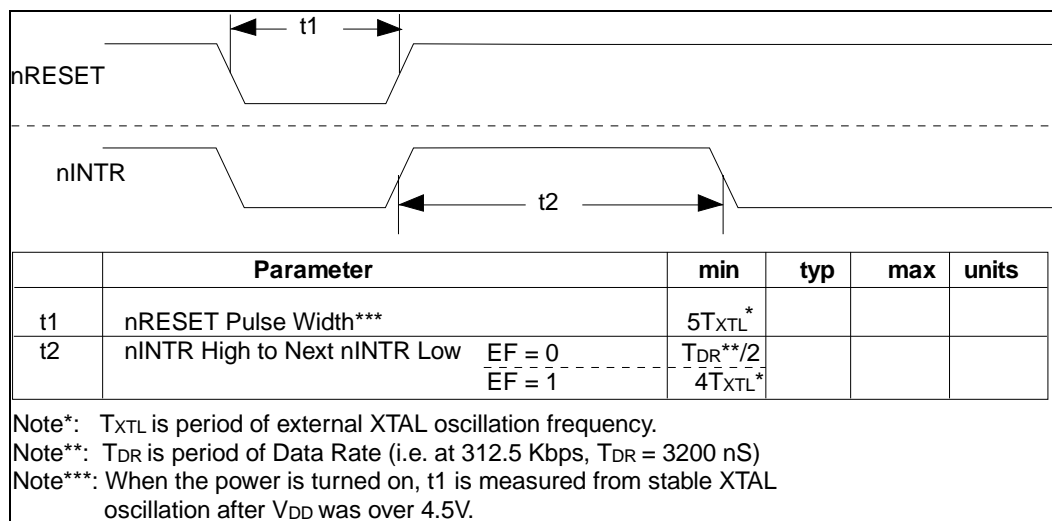 t1
nRESET
nINTR
t2
Parameter min typ max units
t1 nRESET Pulse Width*** 5TXTL*
t2 nINTR High to Next nINTR Low EF = 0 TDR**/2
EF = 1 4TXTL*
Note*: TXTL is period of external XTAL oscillation frequency.
Note**: TDR is period of Data Rate (i.e. at 312.5 Kbps, TDR = 3200 nS)
Note***: When the power is turned on, t1 is measured from stable XTAL
oscillation after VDD was over 4.5V.